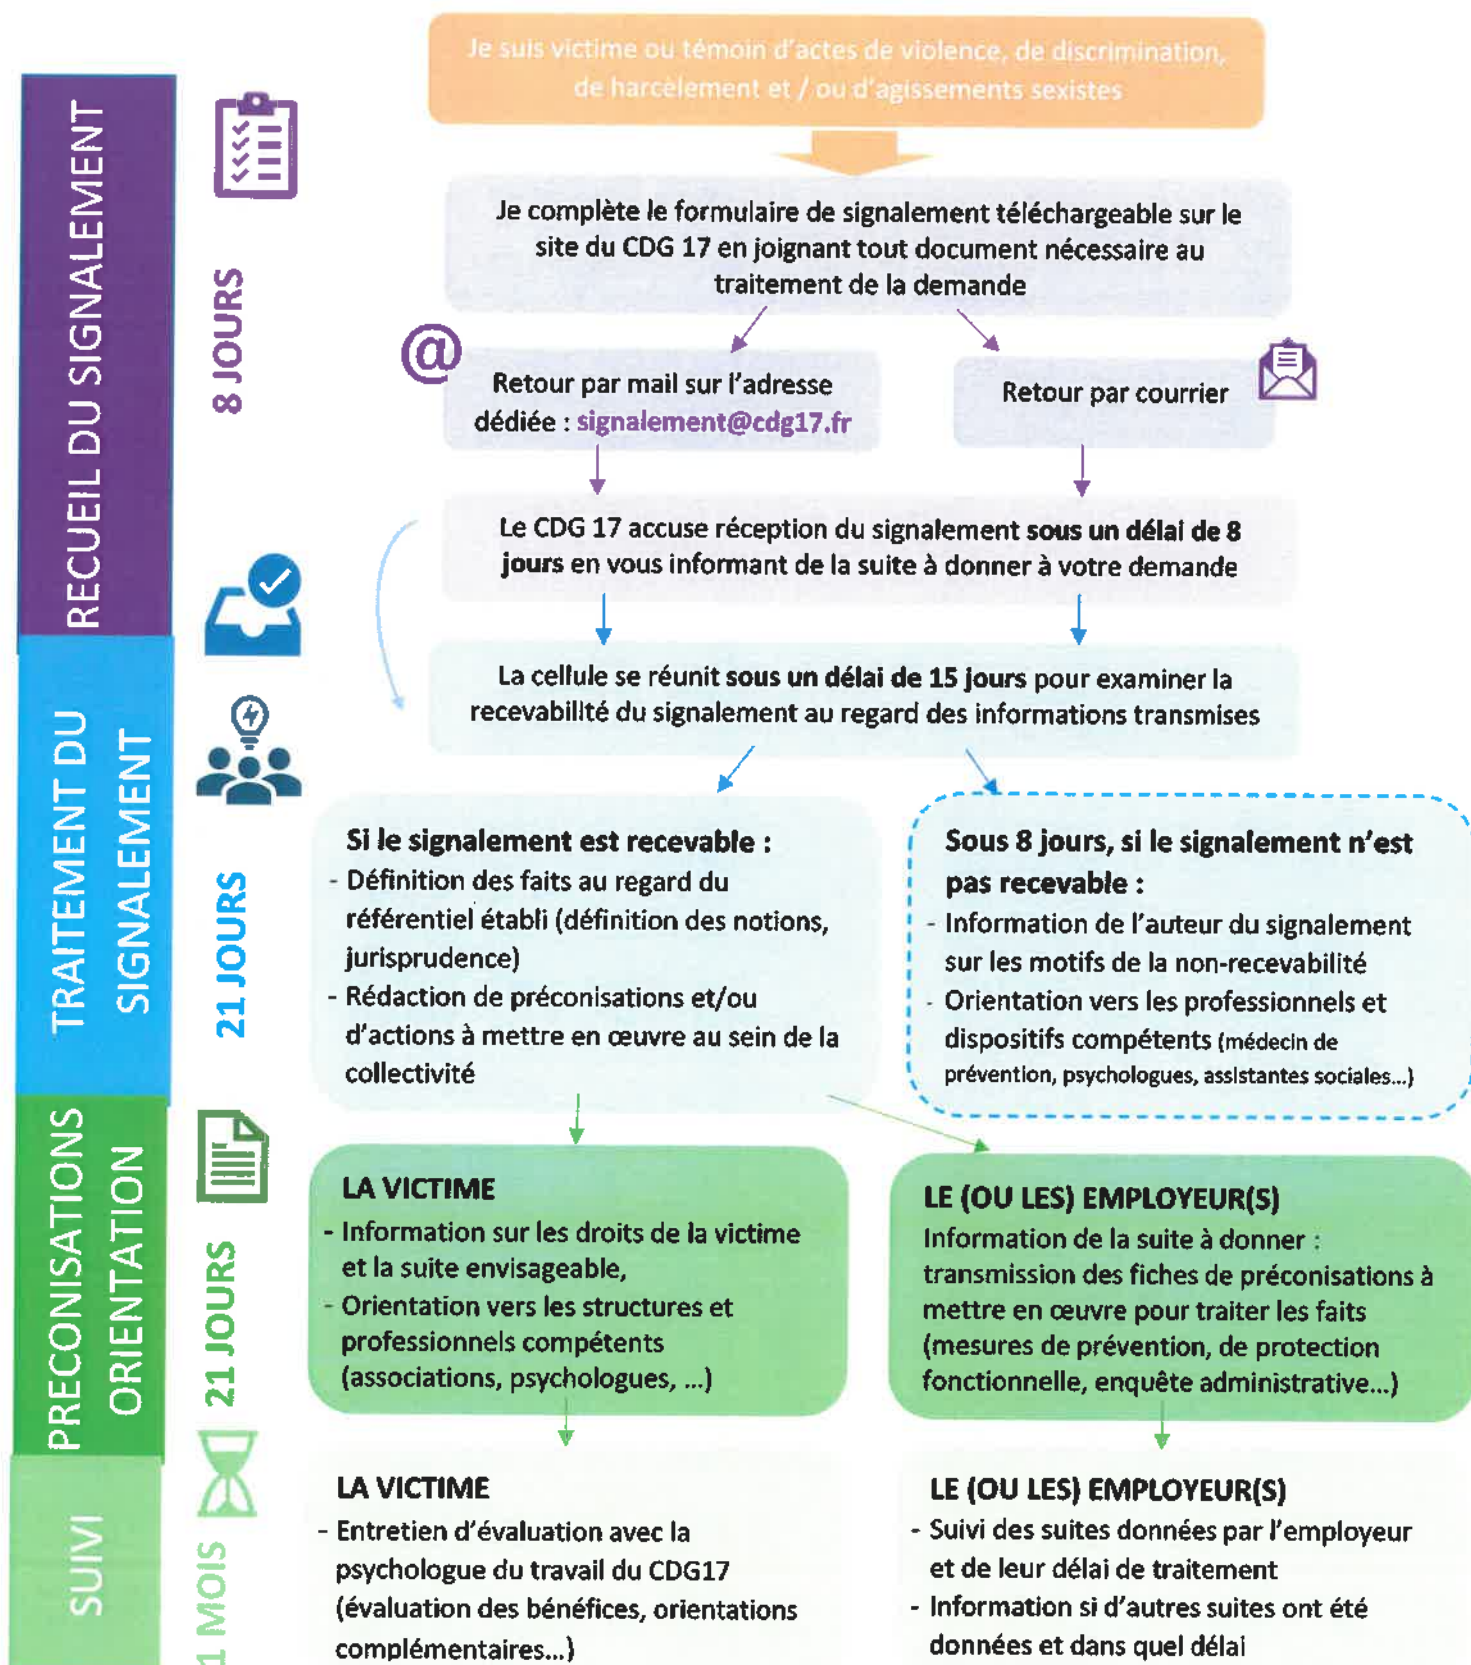 Je suis victime ou témoin d'actes de violence, de discrimination,
de harcèlement et / ou d'agissements sexistes
RECUEIL DU SIGNALEMENT
8 JOURS
Je complète le formulaire de signalement téléchargeable sur le
site du CDG 17 en joignant tout document nécessaire au
traitement de la demande
@
Retour par mail sur l'adresse
dédiée : signalement@cdg17.fr
Retour par courrier
Le CDG 17 accuse réception du signalement sous un délai de 8
jours en vous informant de la suite à donner à votre demande
TRAITEMENT DU
SIGNALEMENT
21 JOURS
La cellule se réunit sous un délai de 15 jours pour examiner la
recevabilité du signalement au regard des informations transmises
Si le signalement est recevable :
- Définition des faits au regard du
référentiel établi (définition des notions,
jurisprudence)
- Rédaction de préconisations et/ou
d'actions à mettre en œuvre au sein de la
collectivité
Sous 8 jours, si le signalement n'est
pas recevable :
- Information de l'auteur du signalement
sur les motifs de la non-recevabilité
- Orientation vers les professionnels et
dispositifs compétents (médecin de
prévention, psychologues, assistantes sociales...)
PRECONISATIONS
ORIENTATION
21 JOURS
LA VICTIME
- Information sur les droits de la victime
et la suite envisageable,
- Orientation vers les structures et
professionnels compétents
(associations, psychologues, ...)
LE (OU LES) EMPLOYEUR(S)
Information de la suite à donner :
transmission des fiches de préconisations à
mettre en œuvre pour traiter les faits
(mesures de prévention, de protection
fonctionnelle, enquête administrative...)
SUIVI
1 MOIS
LA VICTIME
- Entretien d'évaluation avec la
psychologue du travail du CDG17
(évaluation des bénéfices, orientations
complémentaires...)
LE (OU LES) EMPLOYEUR(S)
- Suivi des suites données par l'employeur
et de leur délai de traitement
- Information si d'autres suites ont été
données et dans quel délai